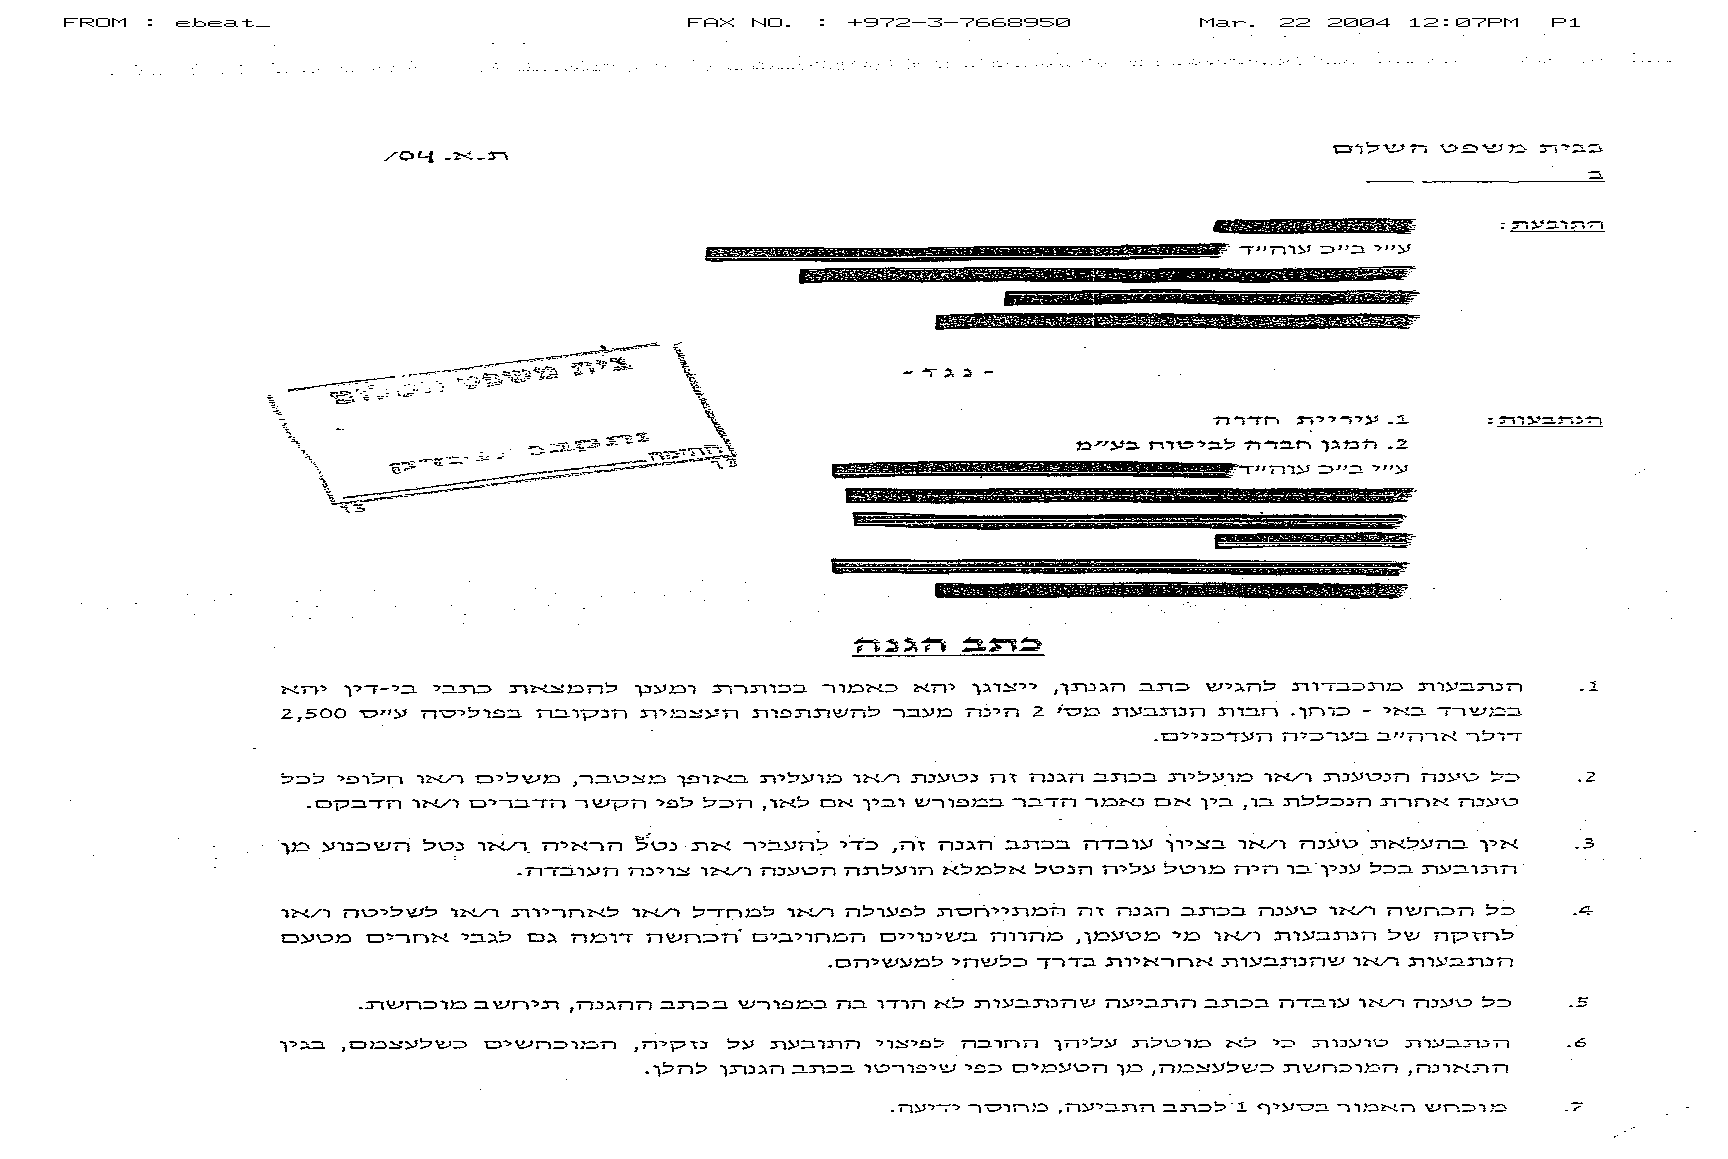 FROM : ebeat_ FAX NO. : +972-3-7668950 Mar. 22 2004 12:07PM P1
בבית משפט השלום ת.א. 04/
ב
התובעת:
ע״י ב״כ עוה״ד
- נ ג ד -
הנתבעות: 1. עיריית חדרה
2. המגן חברה לביטוח בע״מ
ע״י ב״כ עוה״ד
בית משפט השלום
כתב הגנה
1. הנתבעות מתכבדות להגיש כתב הגנתן, ייצוגן יהא כאמור בכותרת ומענן להמצאת כתבי בי-דין יהא
במשרד באי - כוחן. חבות הנתבעת מס׳ 2 הינה מעבר להשתתפות העצמית הנקובה בפוליסה ע״ס 2,500
דולר ארה״ב בערכיה העדכניים.
2. כל טענה הנטענת ו/או מועלית בכתב הגנה זה נטענת ו/או מועלית באופן מצטבר, משלים ו/או חלופי לכל
טענה אחרת הנכללת בו, בין אם נאמר הדבר במפורש ובין אם לאו, הכל לפי הקשר הדברים ו/או הדבקם.
3. אין בהעלאת טענה ו/או בציון עובדה בכתב הגנה זה, כדי להעביר את נטל הראיה ו/או נטל השכנוע מן
התובעת בכל ענין בו היה מוטל עליה הנטל אלמלא הועלתה הטענה ו/או צוינה העובדה.
4. כל הכחשה ו/או טענה בכתב הגנה זה המתייחסת לפעולה ו/או למחדל ו/או לאחריות ו/או לשליטה ו/או
לחזקה של הנתבעות ו/או מי מטעמן, מהווה בשינויים המחויבים הכחשה דומה גם לגבי אחרים מטעם
הנתבעות ו/או שהנתבעות אחראיות בדרך כלשהי למעשיהם.
5. כל טענה ו/או עובדה בכתב התביעה שהנתבעות לא הודו בה במפורש בכתב ההגנה, תיחשב מוכחשת.
6. הנתבעות טוענות כי לא מוטלת עליהן החובה לפיצוי התובעת על נזקיה, המוכחשים כשלעצמם, בגין
התאונה, המוכחשת כשלעצמה, מן הטעמים כפי שיפורטו בכתב הגנתן להלן.
7. מוכחש האמור בסעיף 1 לכתב התביעה, מחוסר ידיעה.